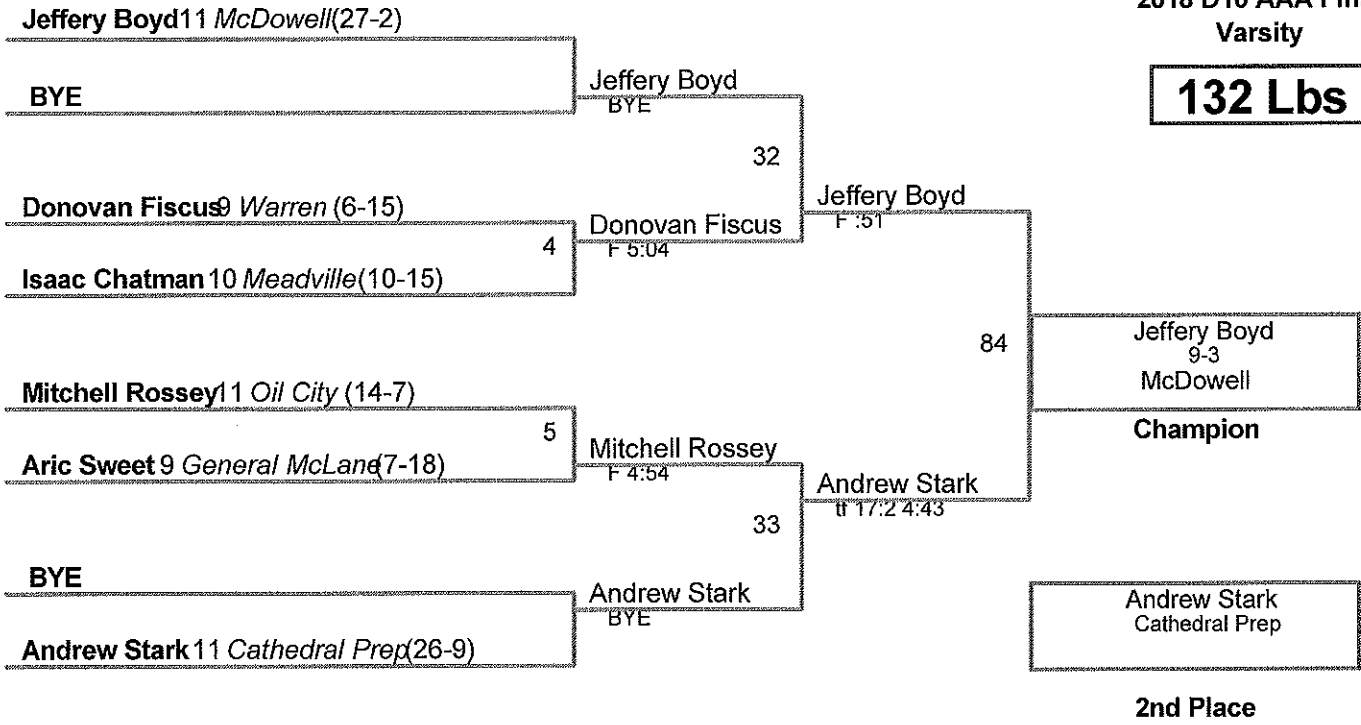 2018 D10 AAA
Varsity
132 Lbs
Jeffery Boyd 11 McDowell (27-2)
BYE
Jeffery Boyd
BYE
32
Donovan Fiscus 9 Warren (6-15)
4
Isaac Chatman 10 Meadville (10-15)
Donovan Fiscus
F 5:04
Jeffery Boyd
F :51
84
Mitchell Rossey 11 Oil City (14-7)
5
Aric Sweet 9 General McLane (7-18)
Mitchell Rossey
F 4:54
33
Andrew Stark
tf 17:2 4:43
BYE
Andrew Stark 11 Cathedral Prep (26-9)
Andrew Stark
BYE
Jeffery Boyd
9-3
McDowell
Champion
Andrew Stark
Cathedral Prep
2nd Place